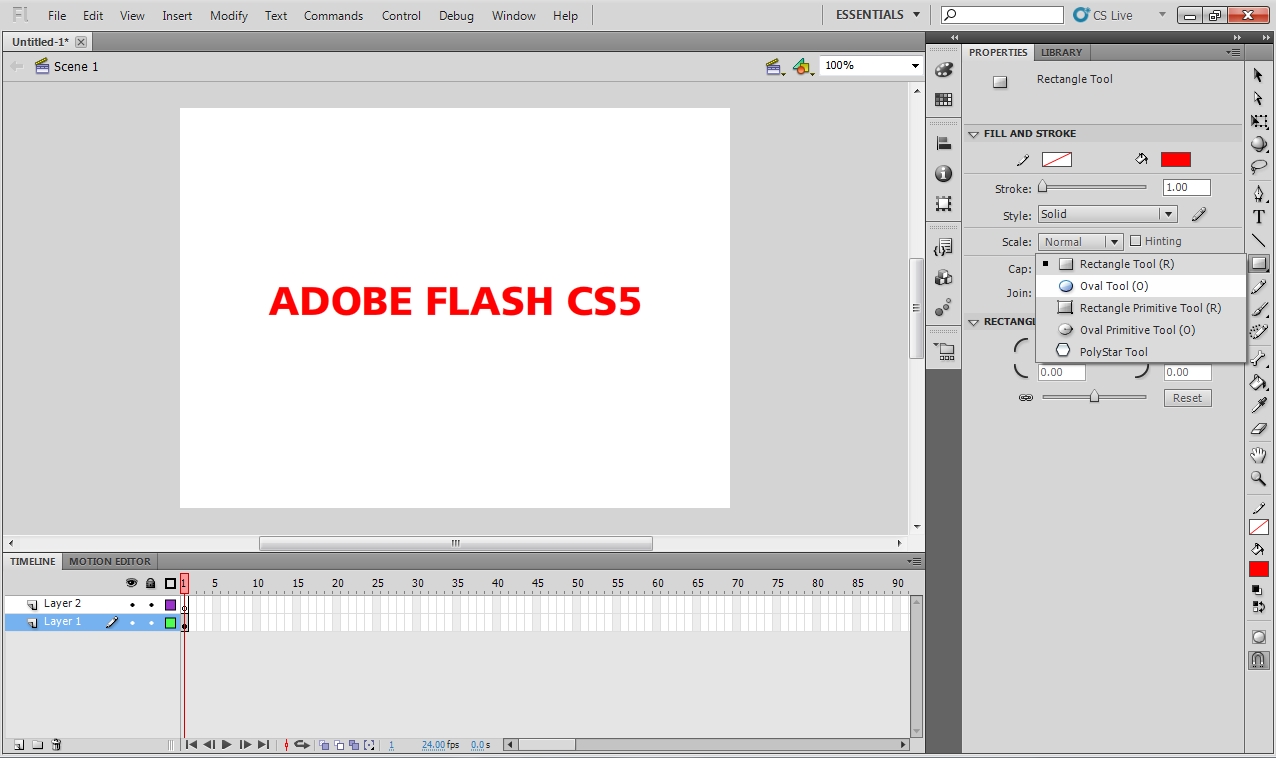 Fl File Edit View Insert Modify Text Commands Control Debug Window Help ESSENTIALS CS Live
Untitled-1*
Scene 1 100%
ADOBE FLASH CS5
PROPERTIES LIBRARY
Rectangle Tool
FILL AND STROKE
Stroke: 1.00
Style: Solid
Scale: Normal Hinting
Cap:
Join:
Rectangle Tool (R)
Oval Tool (O)
Rectangle Primitive Tool (R)
Oval Primitive Tool (O)
PolyStar Tool
RECTANGL
0.00 0.00
Reset
T
TIMELINE MOTION EDITOR
1 5 10 15 20 25 30 35 40 45 50 55 60 65 70 75 80 85 90
Layer 2
Layer 1
1 24.00 fps 0.0 s